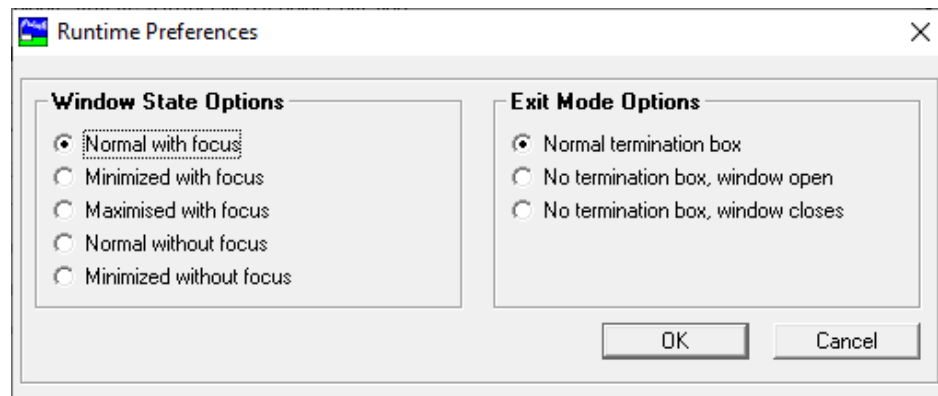 Runtime Preferences
Window State Options
Normal with focus
Minimized with focus
Maximised with focus
Normal without focus
Minimized without focus
Exit Mode Options
Normal termination box
No termination box, window open
No termination box, window closes
OK
Cancel